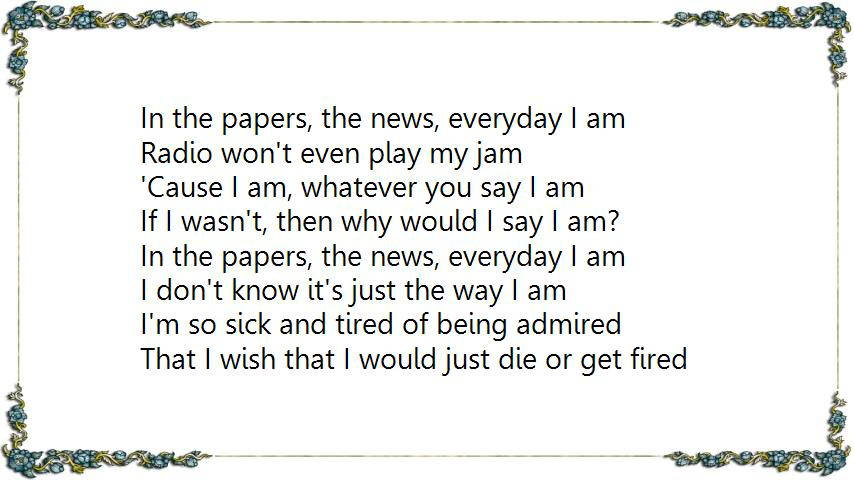 In the papers, the news, everyday I am
Radio won't even play my jam
'Cause I am, whatever you say I am
If I wasn't, then why would I say I am?
In the papers, the news, everyday I am
I don't know it's just the way I am
I'm so sick and tired of being admired
That I wish that I would just die or get fired